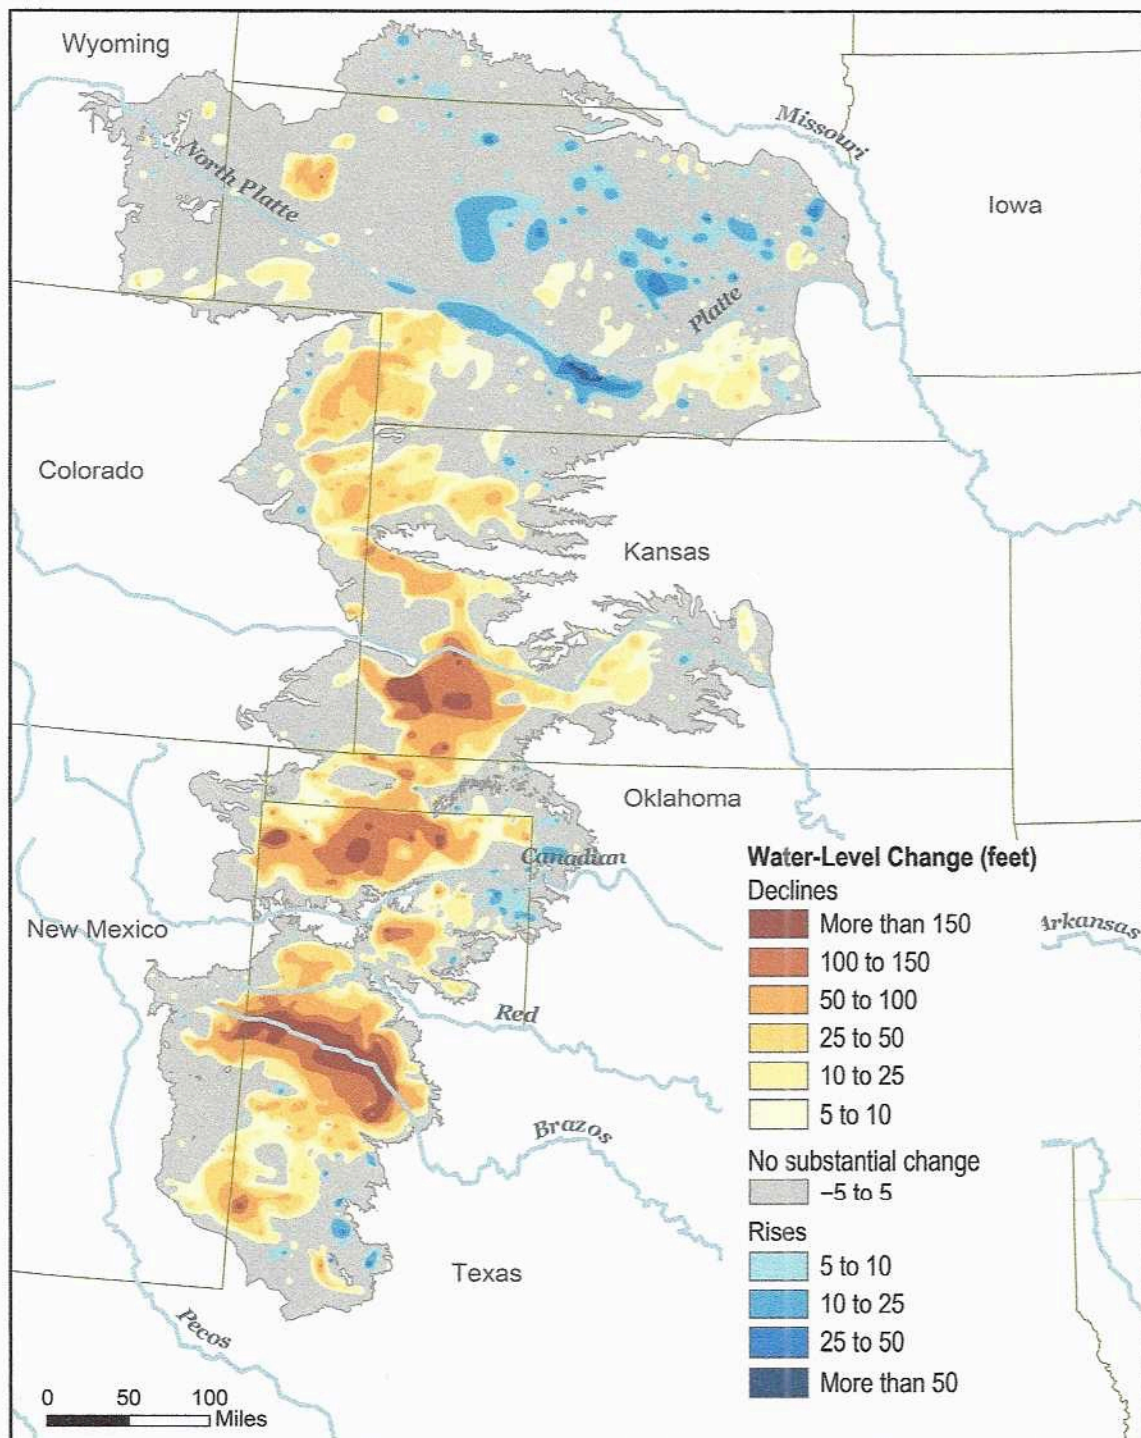 Wyoming
Missouri
North Platte
Iowa
Platte
Colorado
Kansas
Oklahoma
Canadian
New Mexico
Arkansas
Red
Brazos
Texas
Pecos
0 50 100
Miles
Water-Level Change (feet)
Declines
More than 150
100 to 150
50 to 100
25 to 50
10 to 25
5 to 10
No substantial change
−5 to 5
Rises
5 to 10
10 to 25
25 to 50
More than 50